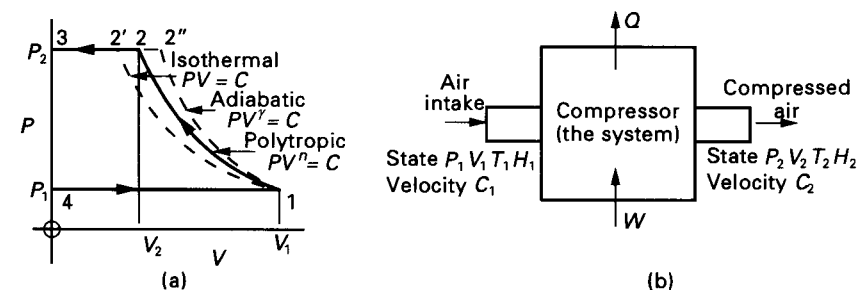 3 2′ 2 2″
P₂
Isothermal
PV = C
Adiabatic
PV^γ = C
Polytropic
PVⁿ = C
P
P₁
4
1
V₂
V₁
V
(a)
Q
Air
intake
Compressor
(the system)
Compressed
air
State P₁ V₁ T₁ H₁
Velocity C₁
State P₂ V₂ T₂ H₂
Velocity C₂
W
(b)